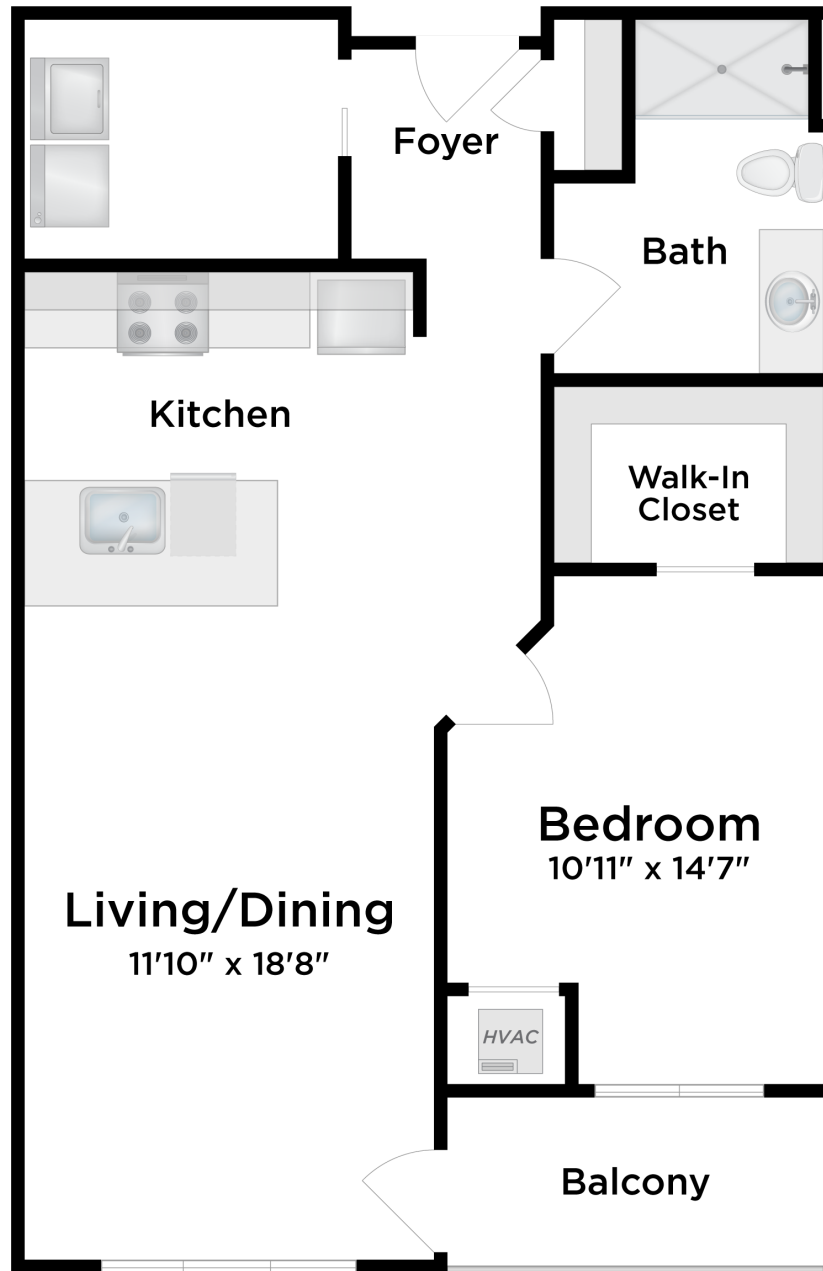 Foyer
Bath
Kitchen
Walk-In
Closet
Bedroom
10'11" x 14'7"
Living/Dining
11'10" x 18'8"
HVAC
Balcony